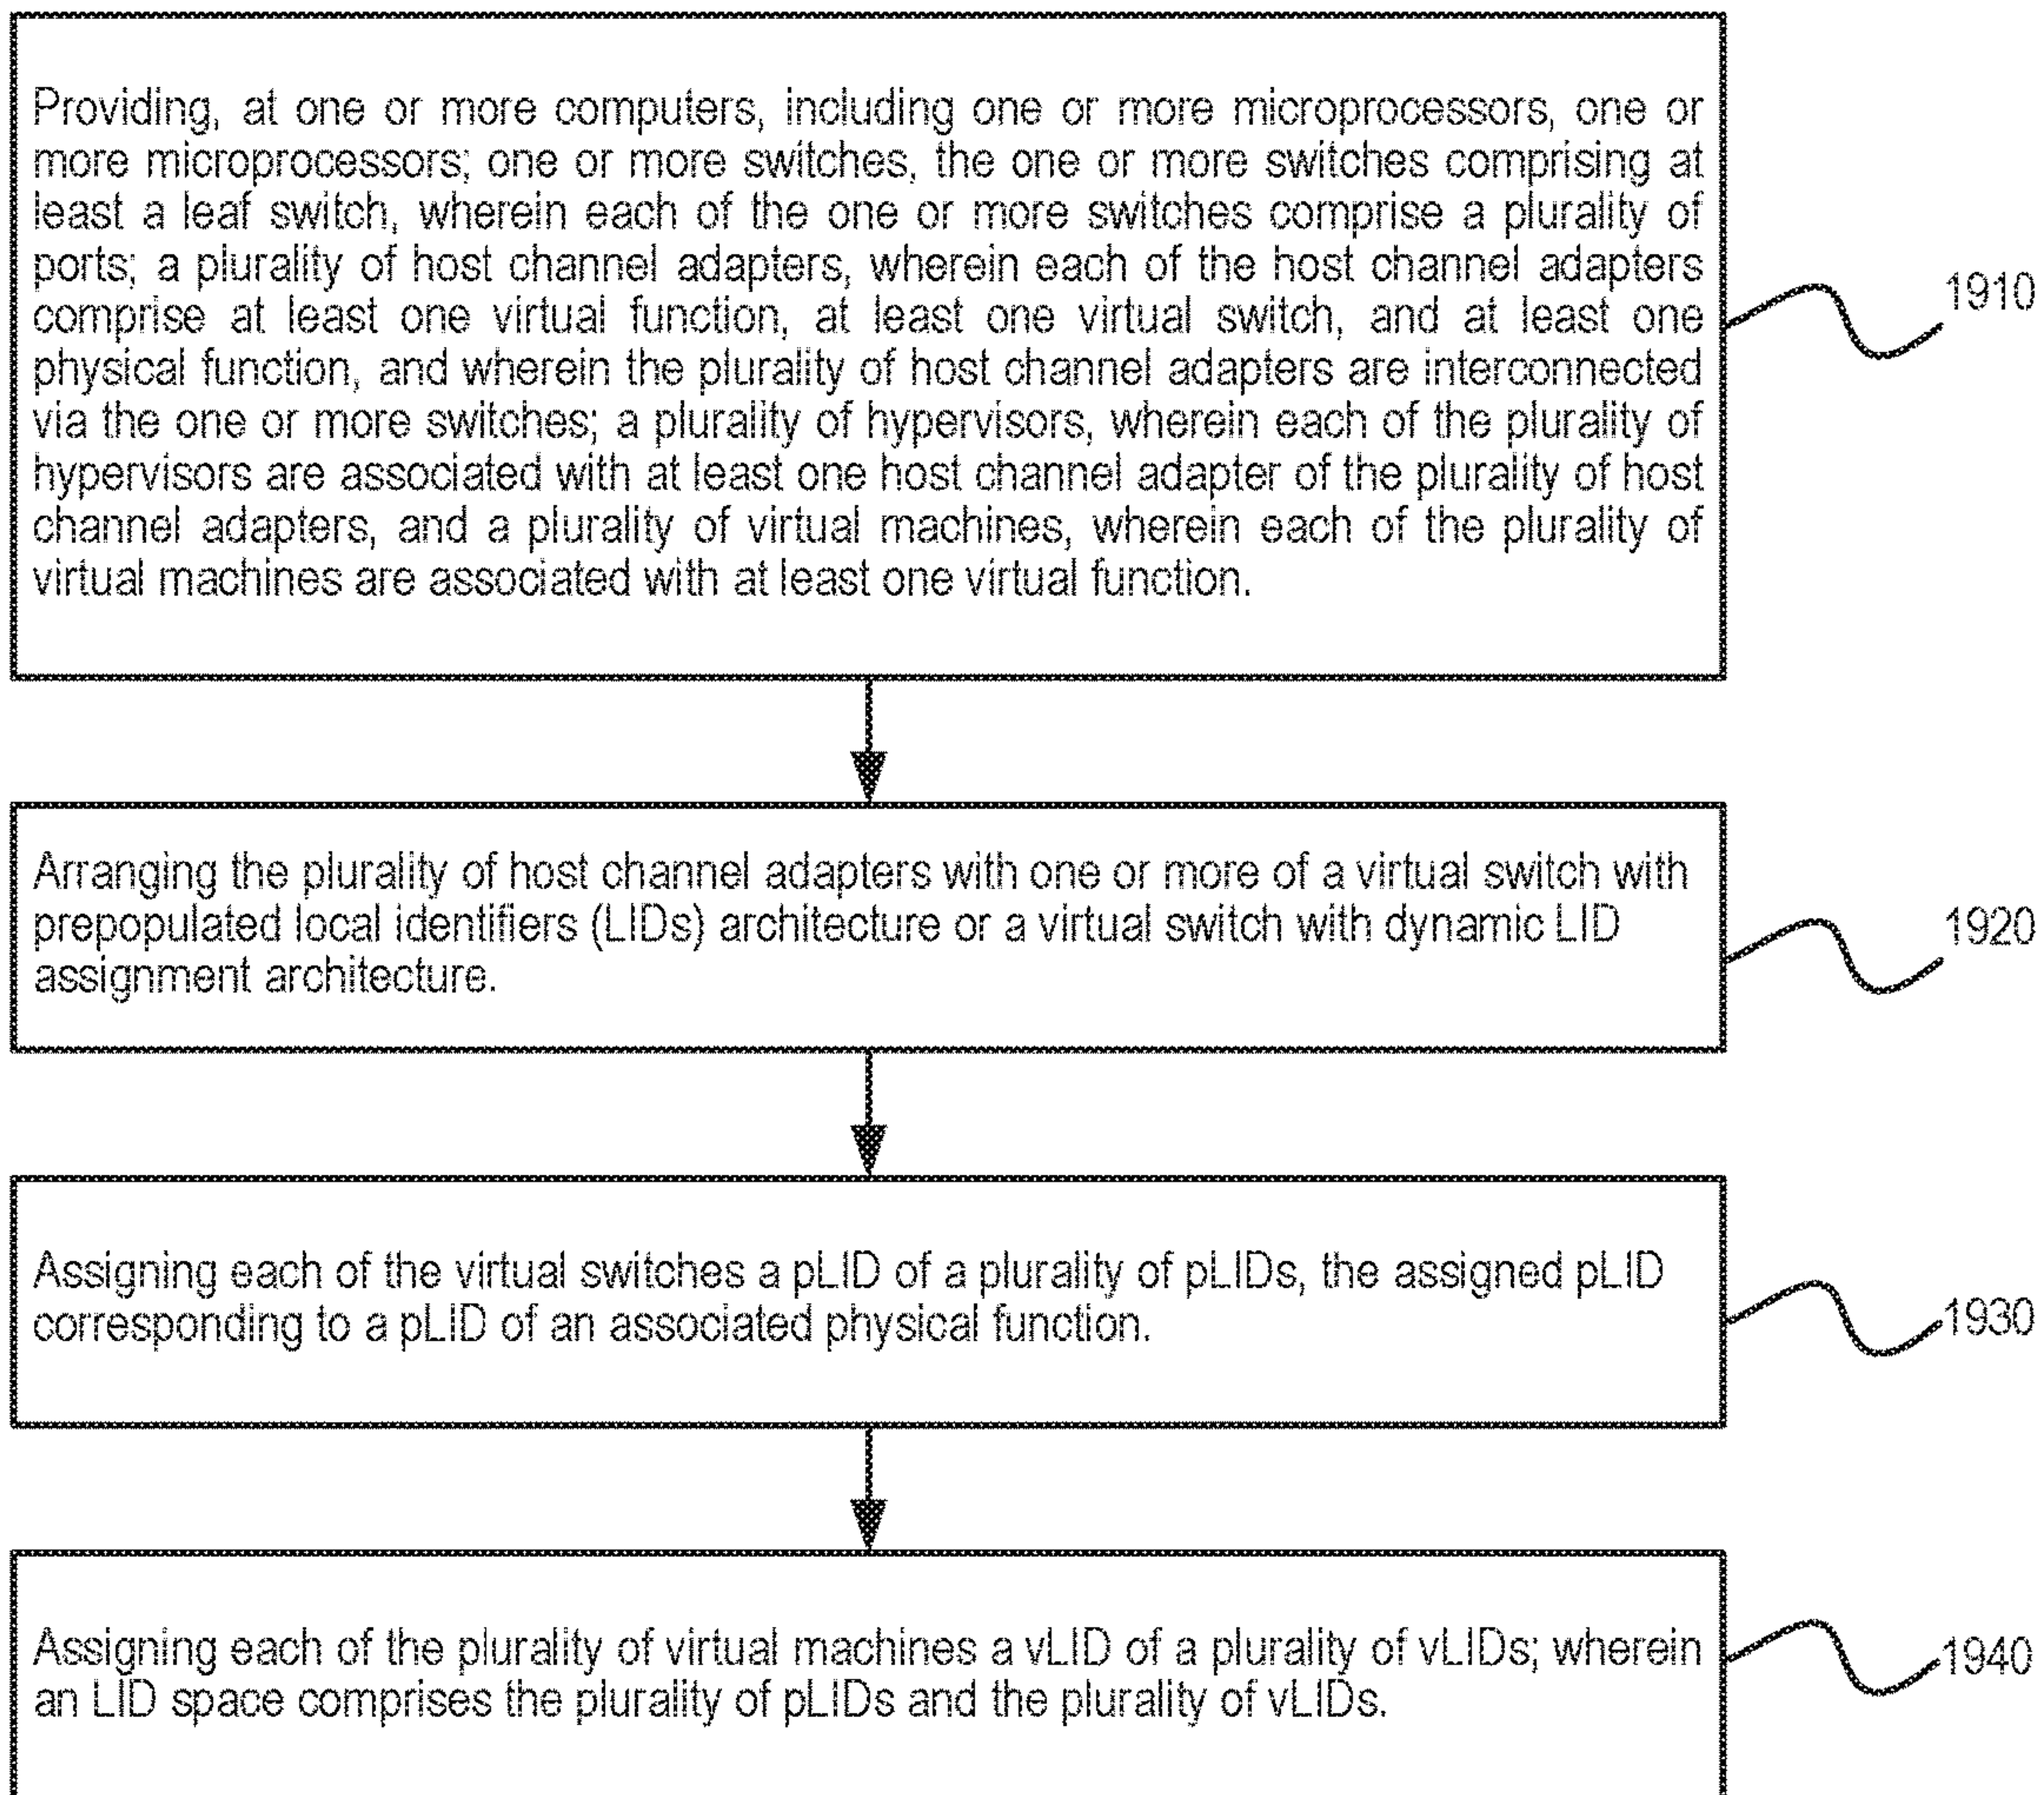 Providing, at one or more computers, including one or more microprocessors, one or
more microprocessors; one or more switches, the one or more switches comprising at
least a leaf switch, wherein each of the one or more switches comprise a plurality of
ports; a plurality of host channel adapters, wherein each of the host channel adapters
comprise at least one virtual function, at least one virtual switch, and at least one
physical function, and wherein the plurality of host channel adapters are interconnected
via the one or more switches; a plurality of hypervisors, wherein each of the plurality of
hypervisors are associated with at least one host channel adapter of the plurality of host
channel adapters, and a plurality of virtual machines, wherein each of the plurality of
virtual machines are associated with at least one virtual function.
1910
Arranging the plurality of host channel adapters with one or more of a virtual switch with
prepopulated local identifiers (LIDs) architecture or a virtual switch with dynamic LID
assignment architecture.
1920
Assigning each of the virtual switches a pLID of a plurality of pLIDs, the assigned pLID
corresponding to a pLID of an associated physical function.
1930
Assigning each of the plurality of virtual machines a vLID of a plurality of vLIDs; wherein
an LID space comprises the plurality of pLIDs and the plurality of vLIDs.
1940